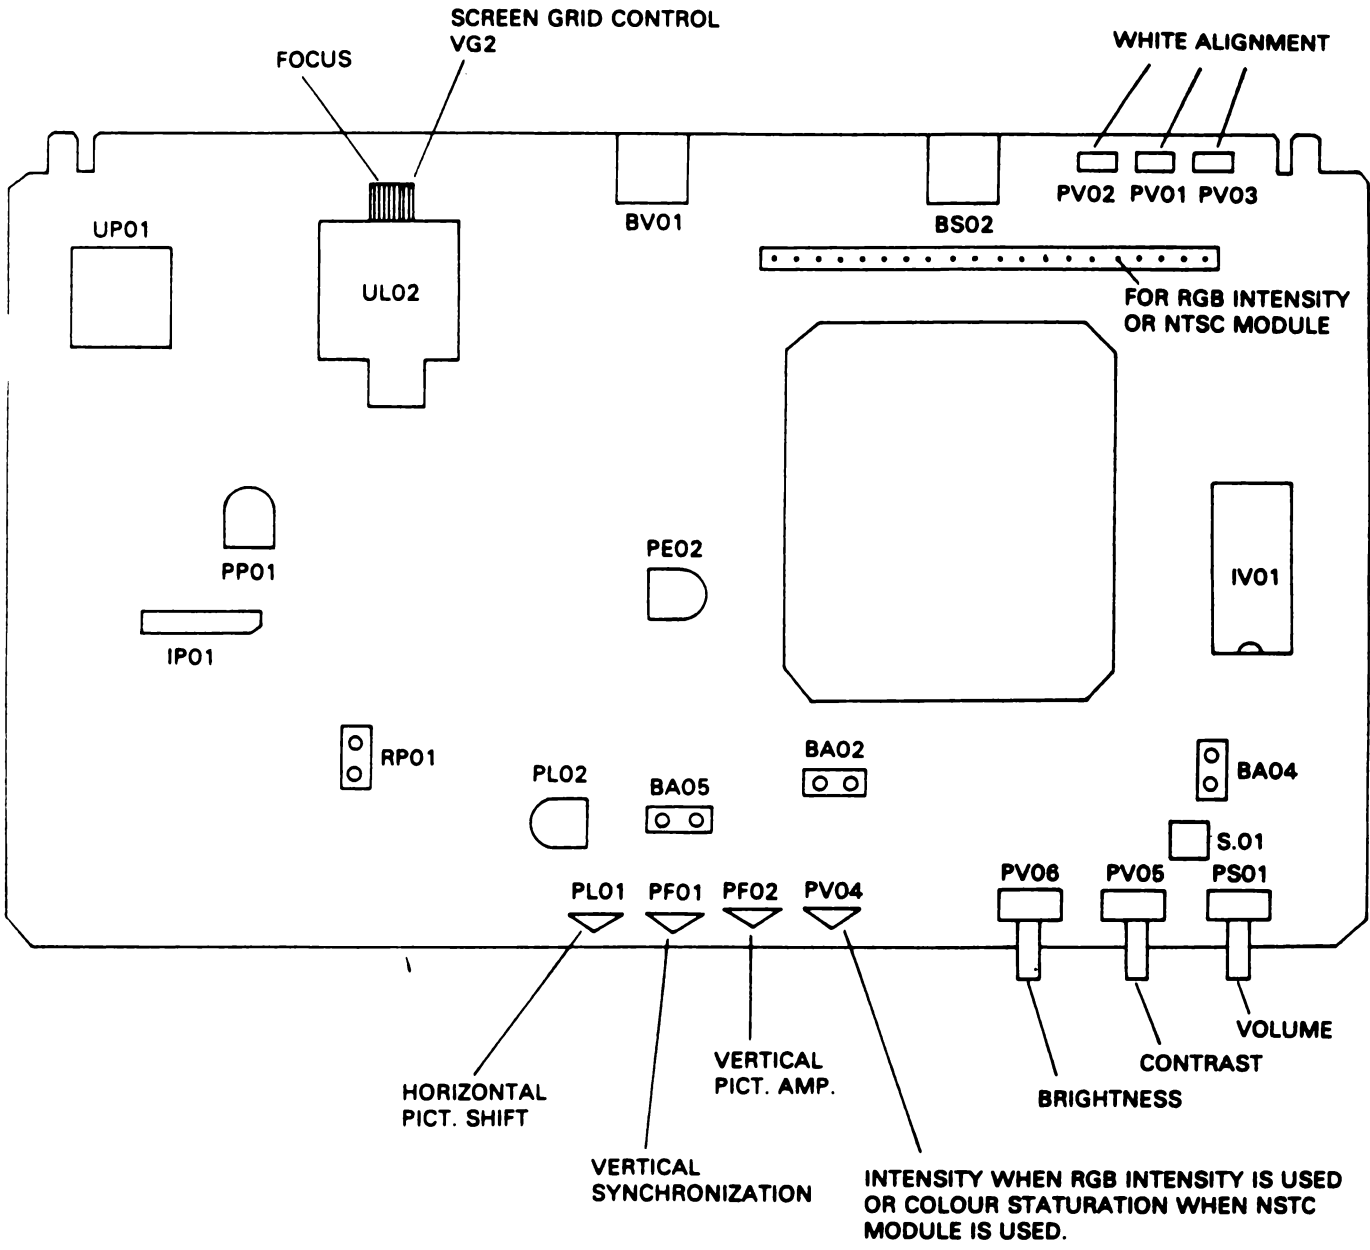 SCREEN GRID CONTROL
VG2
FOCUS
WHITE ALIGNMENT
PV02 PV01 PV03
UP01
BV01
BS02
UL02
FOR RGB INTENSITY
OR NTSC MODULE
PP01
PE02
IV01
IP01
RP01
PL02
BA05
BA02
BA04
S.01
PL01 PF01 PF02 PV04
PV06 PV05 PS01
VOLUME
CONTRAST
BRIGHTNESS
HORIZONTAL
PICT. SHIFT
VERTICAL
PICT. AMP.
VERTICAL
SYNCHRONIZATION
INTENSITY WHEN RGB INTENSITY IS USED
OR COLOUR STATURATION WHEN NSTC
MODULE IS USED.